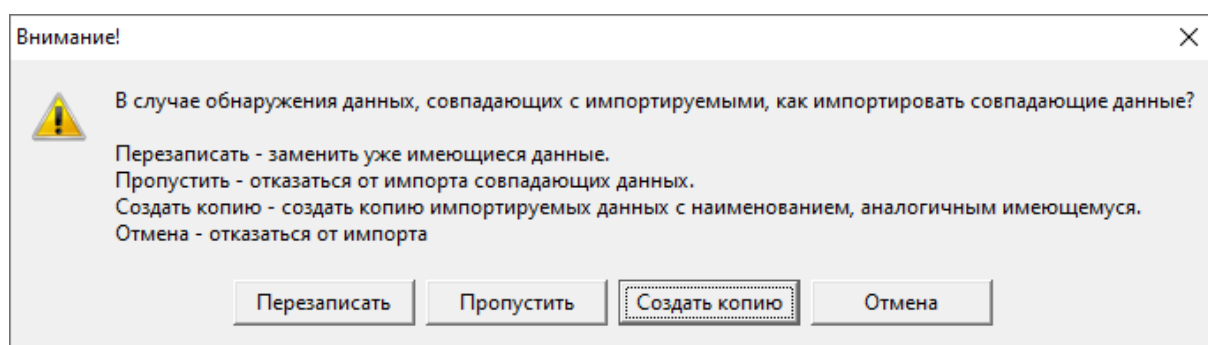 Внимание!
В случае обнаружения данных, совпадающих с импортируемыми, как импортировать совпадающие данные?
Перезаписать - заменить уже имеющиеся данные.
Пропустить - отказаться от импорта совпадающих данных.
Создать копию - создать копию импортируемых данных с наименованием, аналогичным имеющемуся.
Отмена - отказаться от импорта
Перезаписать Пропустить Создать копию Отмена